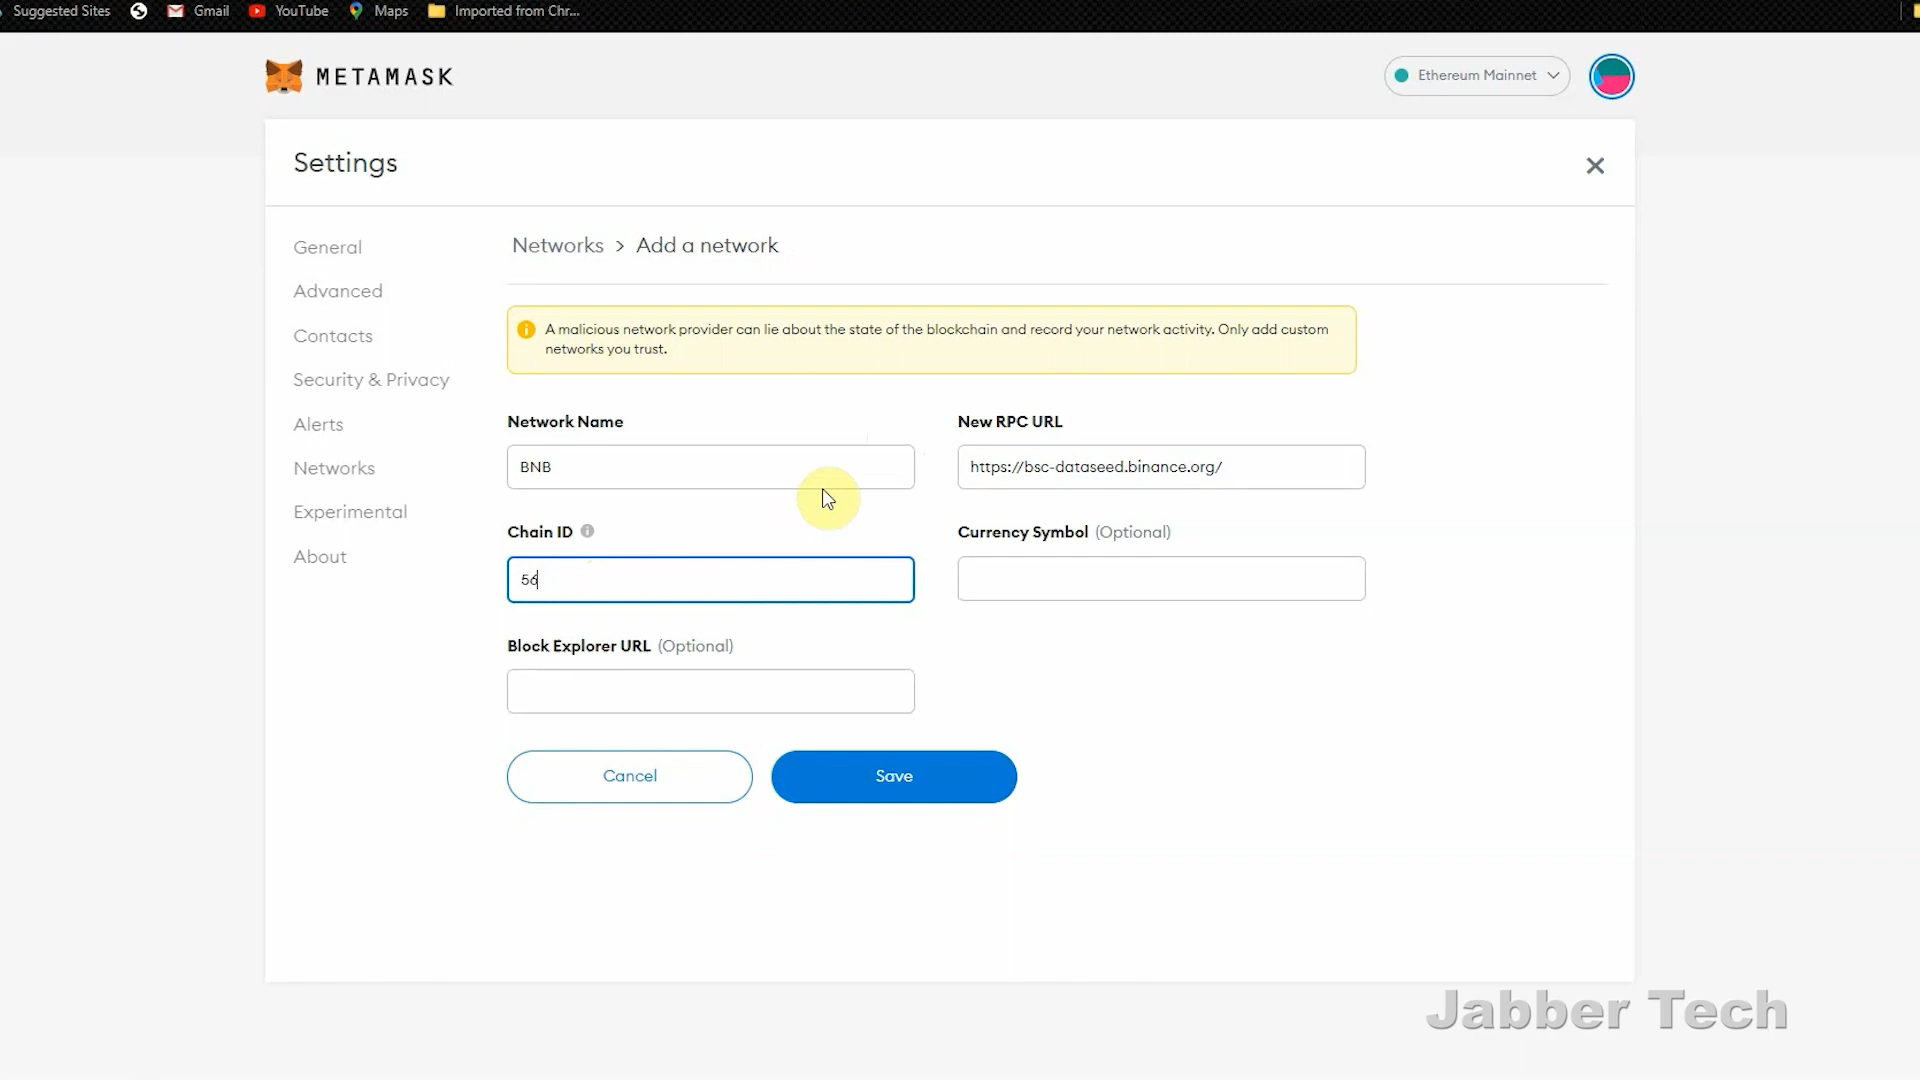 Suggested Sites Gmail YouTube Maps Imported from Chr...
METAMASK
Ethereum Mainnet
Settings
General
Advanced
Contacts
Security & Privacy
Alerts
Networks
Experimental
About
Networks > Add a network
A malicious network provider can lie about the state of the blockchain and record your network activity. Only add custom
networks you trust.
Network Name
BNB
New RPC URL
https://bsc-dataseed.binance.org/
Chain ID
56
Currency Symbol (Optional)
Block Explorer URL (Optional)
Cancel
Save
Jabber Tech